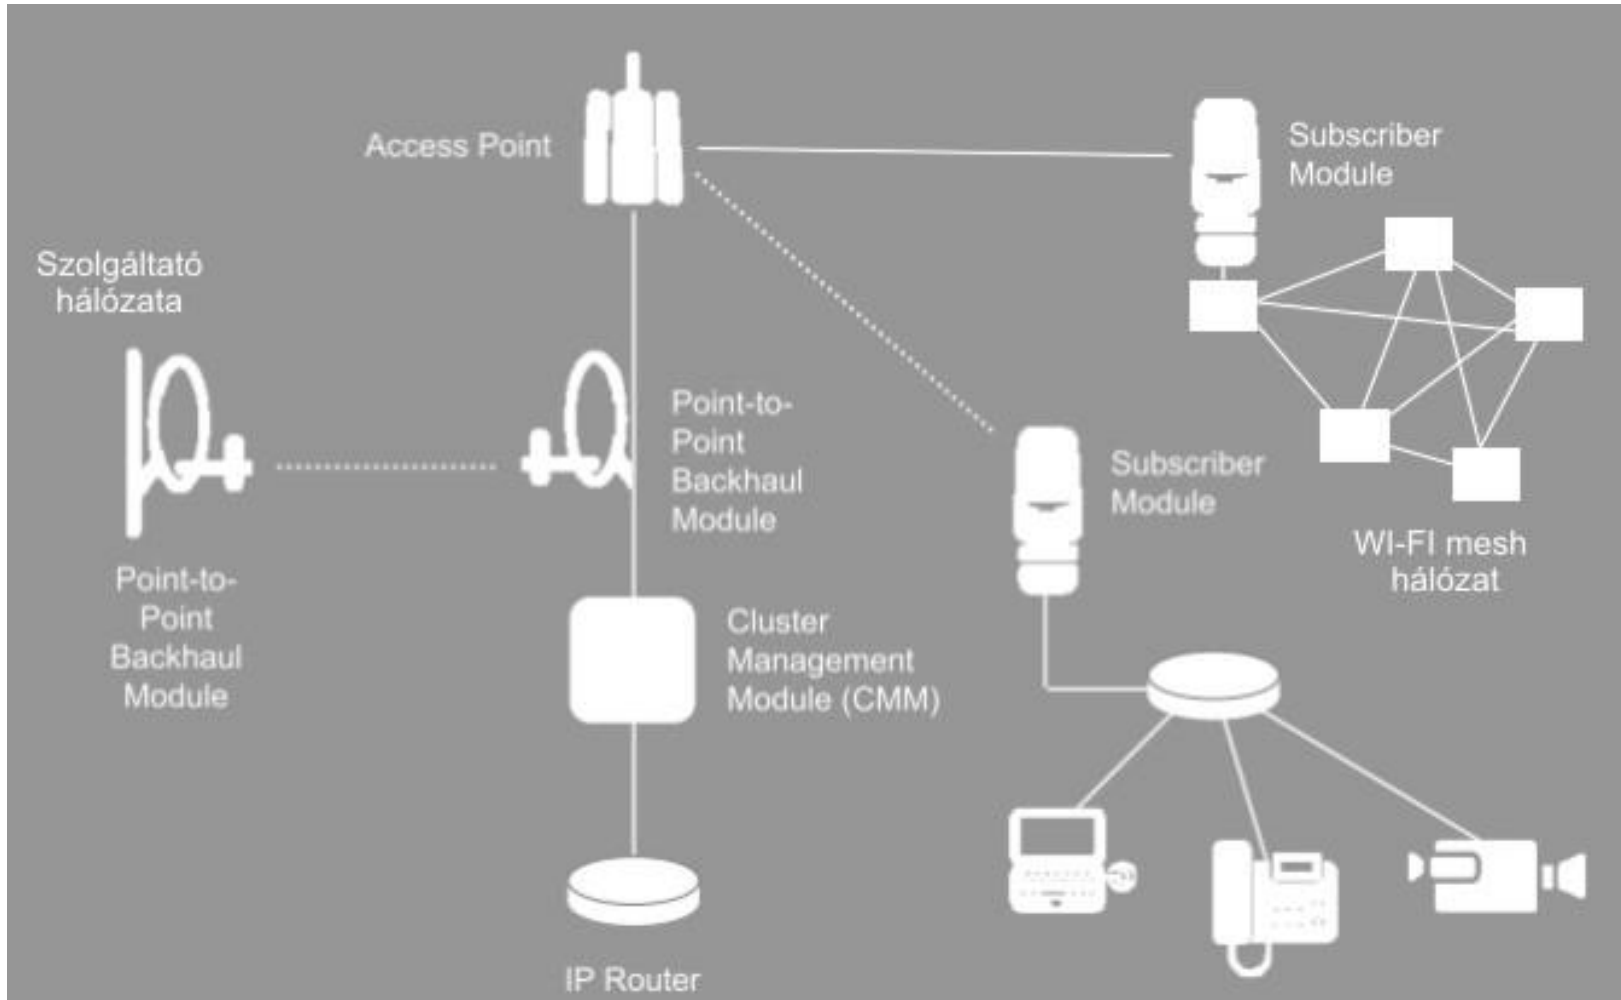 Access Point
Subscriber
Module
Szolgáltató
hálózata
Point-to-
Point
Backhaul
Module
Subscriber
Module
WI-FI mesh
hálózat
Point-to-
Point
Backhaul
Module
Cluster
Management
Module (CMM)
IP Router